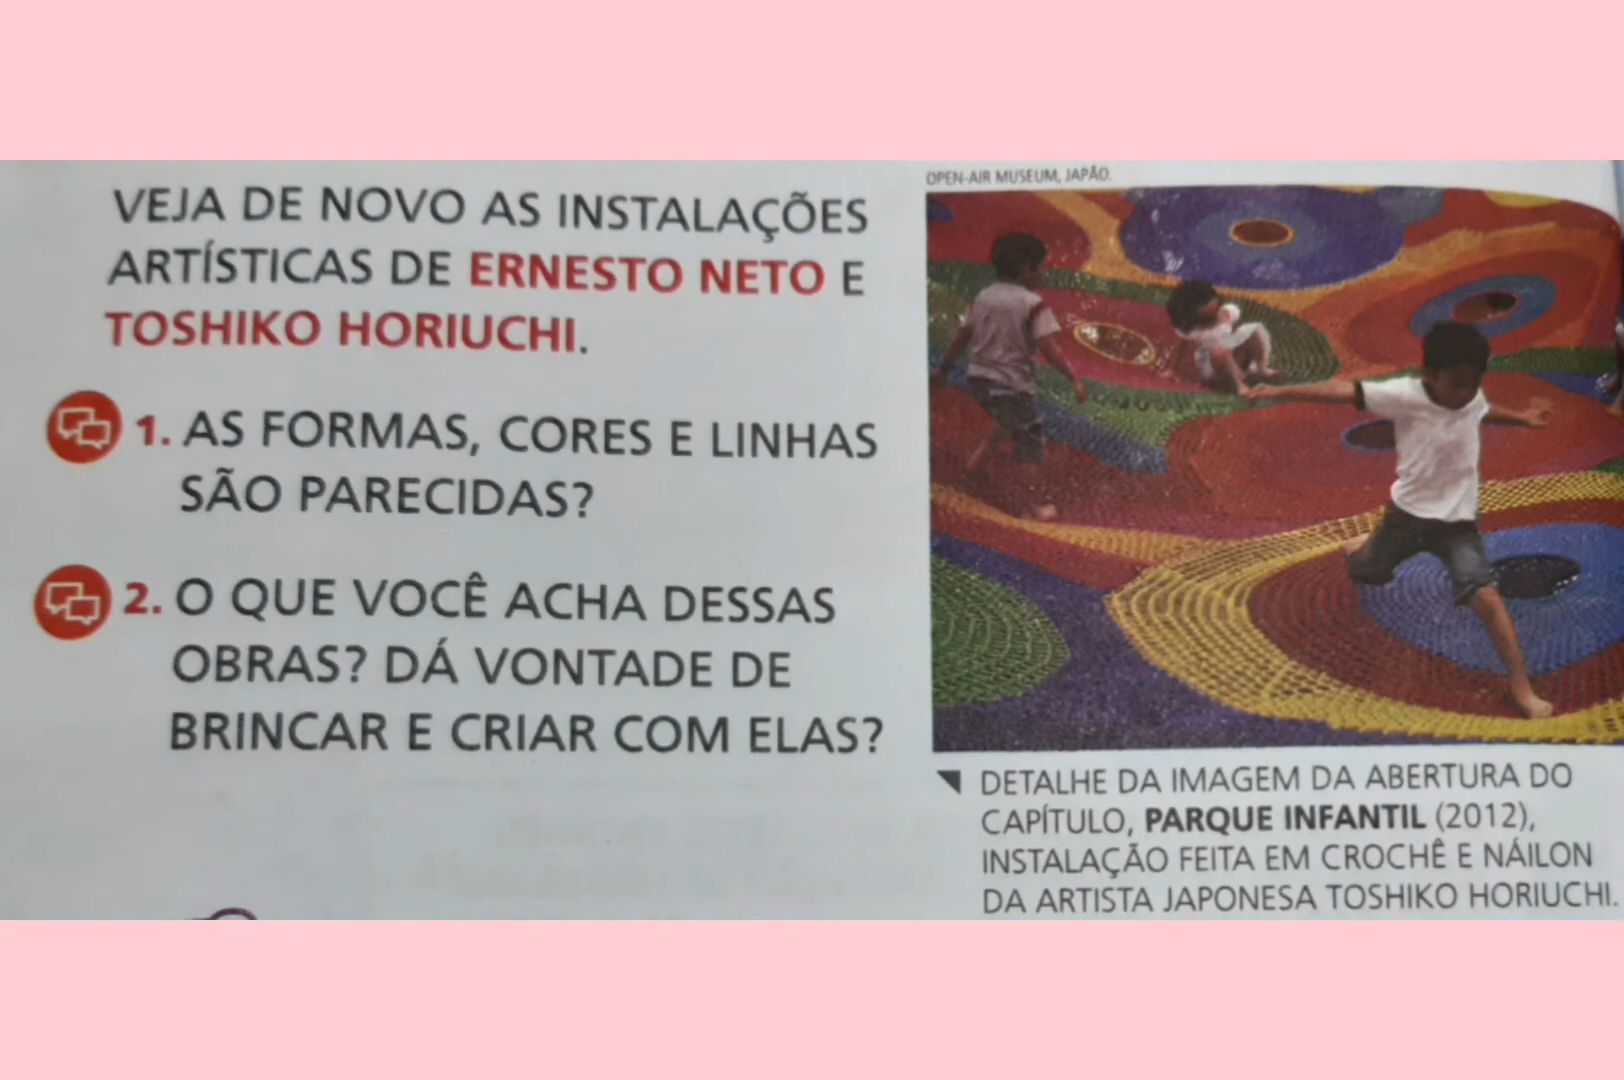 VEJA DE NOVO AS INSTALAÇÕES
ARTÍSTICAS DE ERNESTO NETO E
TOSHIKO HORIUCHI.
1. AS FORMAS, CORES E LINHAS
SÃO PARECIDAS?
2. O QUE VOCÊ ACHA DESSAS
OBRAS? DÁ VONTADE DE
BRINCAR E CRIAR COM ELAS?
OPEN-AIR MUSEUM, JAPÃO.
DETALHE DA IMAGEM DA ABERTURA DO
CAPÍTULO, PARQUE INFANTIL (2012),
INSTALAÇÃO FEITA EM CROCHÊ E NÁILON
DA ARTISTA JAPONESA TOSHIKO HORIUCHI.